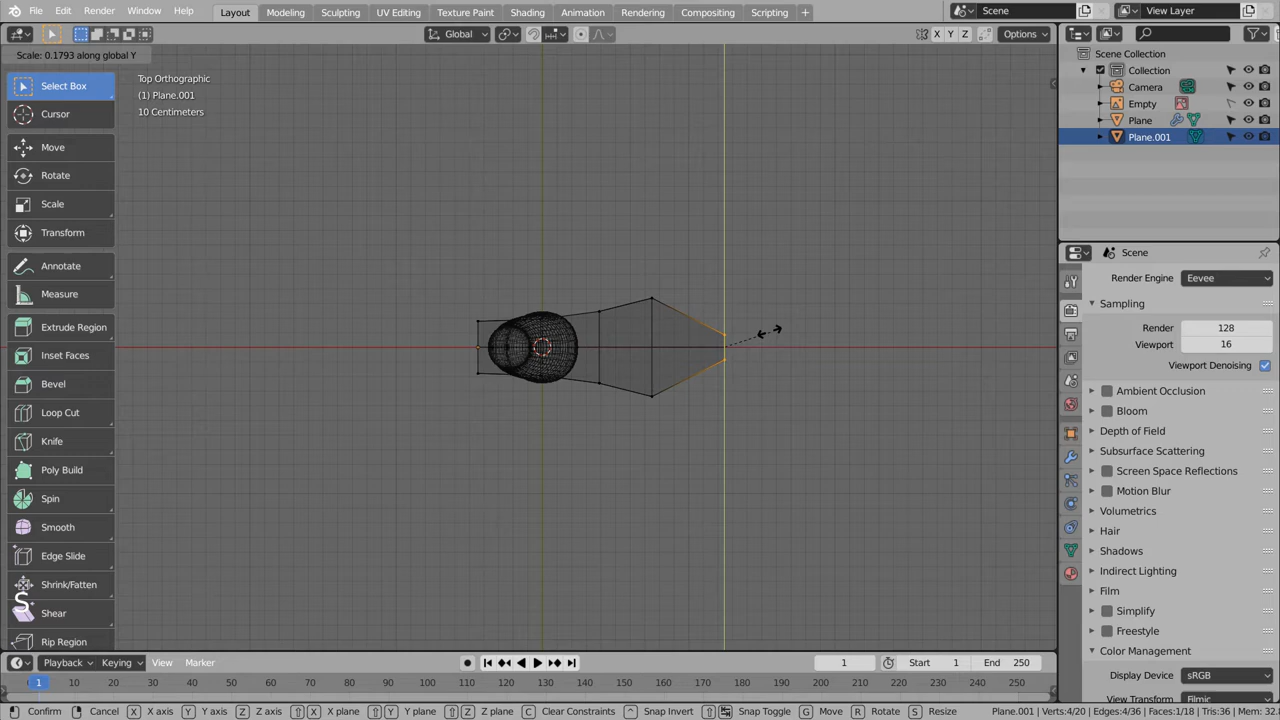 File Edit Render Window Help Layout Modeling Sculpting UV Editing Texture Paint Shading Animation Rendering Compositing Scripting + Scene View Layer
Global Options
X Y Z
Scale: 0.1793 along global Y
Select Box
Cursor
Move
Rotate
Scale
Transform
Annotate
Measure
Extrude Region
Inset Faces
Bevel
Loop Cut
Knife
Poly Build
Spin
Smooth
Edge Slide
Shrink/Fatten
Shear
Rip Region
S
Top Orthographic
(1) Plane.001
10 Centimeters
Scene Collection
Collection
Camera
Empty
Plane
Plane.001
Scene
Render Engine Eevee
Sampling
Render 128
Viewport 16
Viewport Denoising
Ambient Occlusion
Bloom
Depth of Field
Subsurface Scattering
Screen Space Reflections
Motion Blur
Volumetrics
Hair
Shadows
Indirect Lighting
Film
Simplify
Freestyle
Color Management
Display Device sRGB
View Transform Filmic
Playback Keying View Marker 1 Start 1 End 250
1 10 20 30 40 50 60 70 80 90 100 110 120 130 140 150 160 170 180 190 200 210 220 230 240 250
Confirm Cancel X X axis Y Y axis Z Z axis X X plane Y Y plane Z Z plane C Clear Constraints Snap Invert Snap Toggle G Move R Rotate S Resize Plane.001 | Verts:4/20 | Edges:4/36 | Faces:1/18 | Tris:36 | Mem: 32.